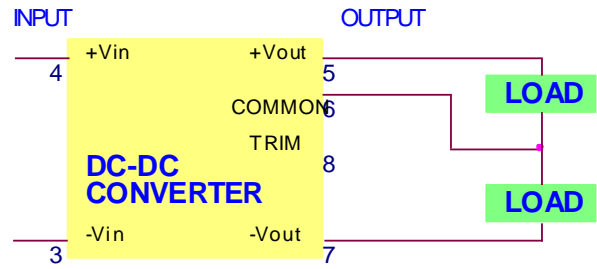 INPUT OUTPUT
+Vin +Vout
4 5
LOAD
COMMON 6
TRIM
8
DC-DC
CONVERTER
LOAD
-Vin -Vout
3 7